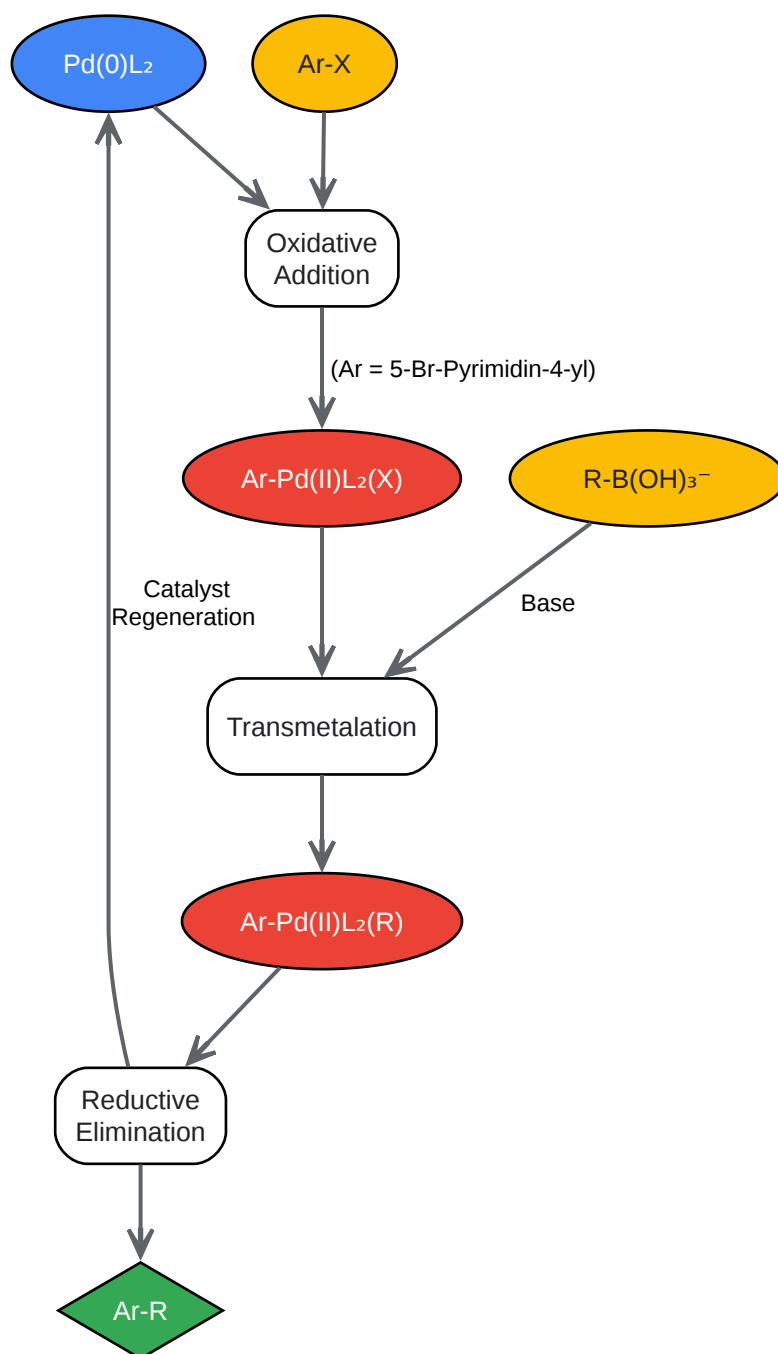 Pd(0)L₂
Ar-X
Oxidative
Addition
(Ar = 5-Br-Pyrimidin-4-yl)
Ar-Pd(II)L₂(X)
R-B(OH)₃⁻
Catalyst
Regeneration
Base
Transmetalation
Ar-Pd(II)L₂(R)
Reductive
Elimination
Ar-R